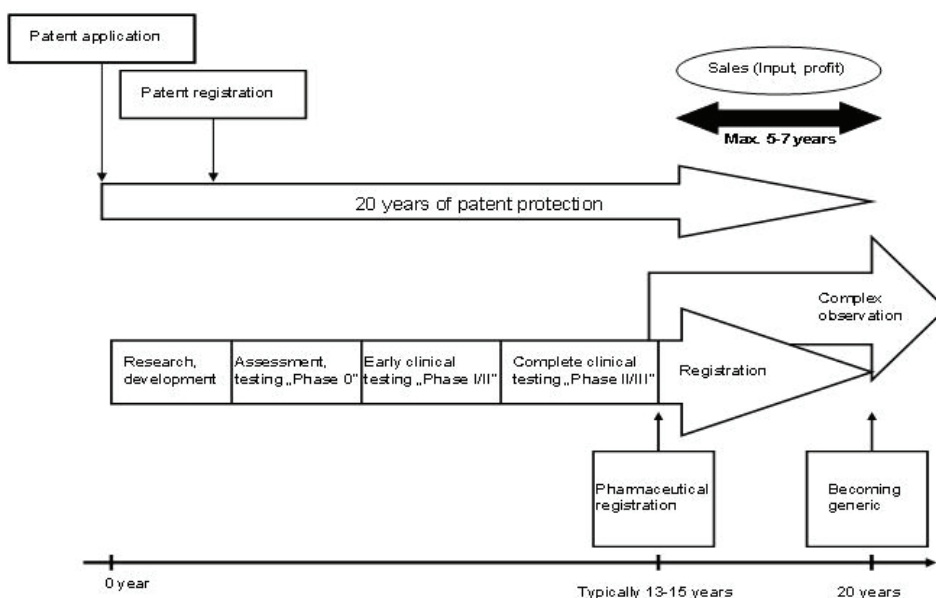 Patent application
Patent registration
Sales (Input, profit)
Max. 5-7 years
20 years of patent protection
Complex
observation
Research,
development
Assessment,
testing „Phase 0"
Early clinical
testing „Phase I/II"
Complete clinical
testing „Phase II/III"
Registration
Pharmaceutical
registration
Becoming
generic
0 year
Typically 13-15 years
20 years